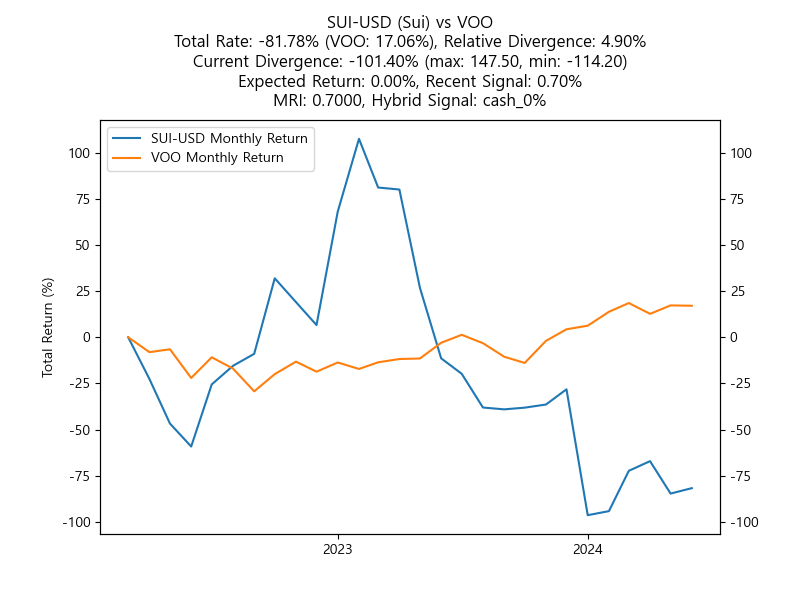 SUI-USD (Sui) vs VOO
Total Rate: -81.78% (VOO: 17.06%), Relative Divergence: 4.90%
Current Divergence: -101.40% (max: 147.50, min: -114.20)
Expected Return: 0.00%, Recent Signal: 0.70%
MRI: 0.7000, Hybrid Signal: cash_0%
SUI-USD Monthly Return
VOO Monthly Return
Total Return (%)
100
75
50
25
0
-25
-50
-75
-100
100
75
50
25
0
-25
-50
-75
-100
2023
2024